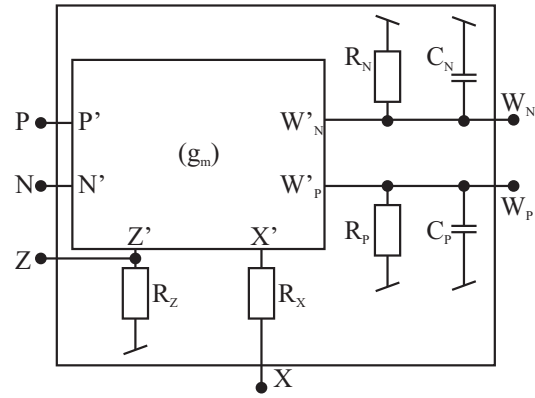 R_N
C_N
W_N
P
P'
W'_N
(g_m)
N
N'
W'_P
W_P
R_P
C_P
Z'
X'
Z
R_Z
R_X
X